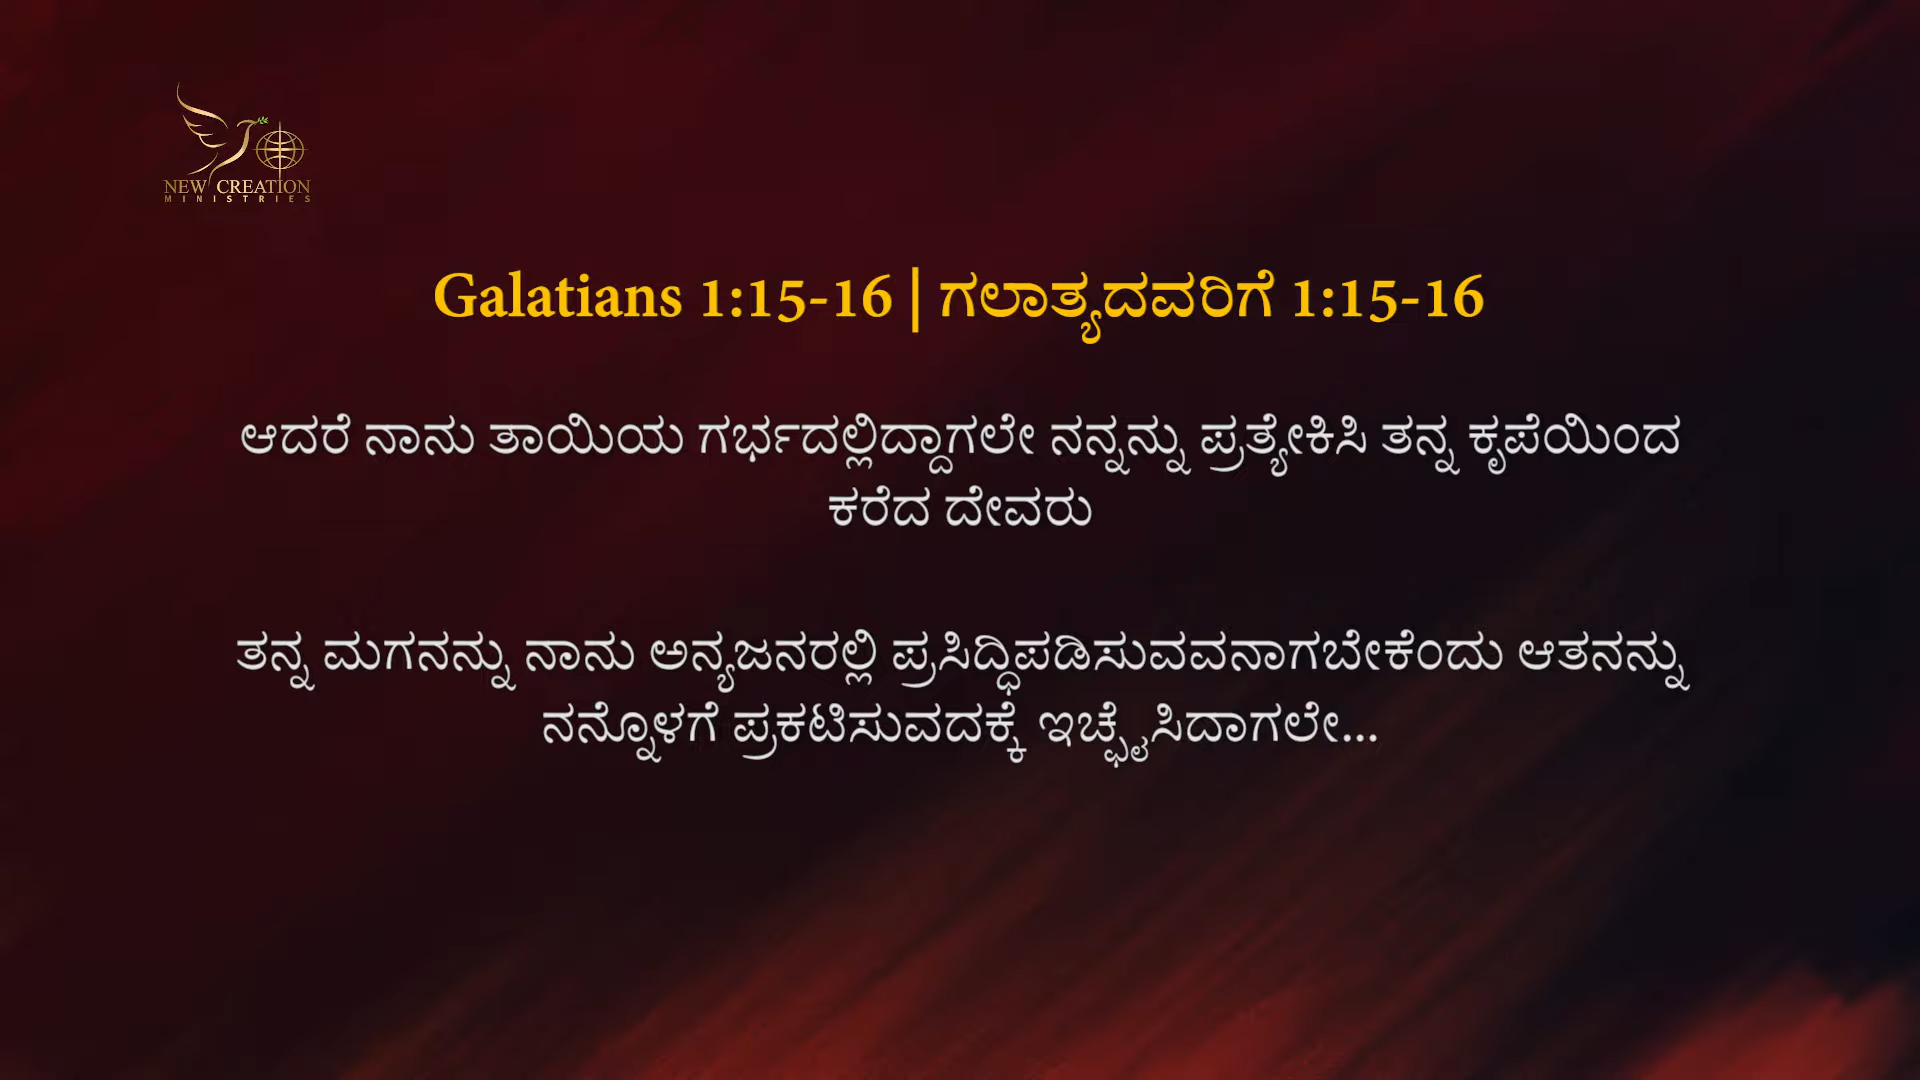 NEW CREATION
MINISTRIES
Galatians 1:15-16 | ಗಲಾತ್ಯದವರಿಗೆ 1:15-16
ಆದರೆ ನಾನು ತಾಯಿಯ ಗರ್ಭದಲ್ಲಿದ್ದಾಗಲೇ ನನ್ನನ್ನು ಪ್ರತ್ಯೇಕಿಸಿ ತನ್ನ ಕೃಪೆಯಿಂದ
ಕರೆದ ದೇವರು
ತನ್ನ ಮಗನನ್ನು ನಾನು ಅನ್ಯಜನರಲ್ಲಿ ಪ್ರಸಿದ್ಧಿಪಡಿಸುವವನಾಗಬೇಕೆಂದು ಆತನನ್ನು
ನನ್ನೊಳಗೆ ಪ್ರಕಟಿಸುವದಕ್ಕೆ ಇಚ್ಛೈಸಿದಾಗಲೇ...